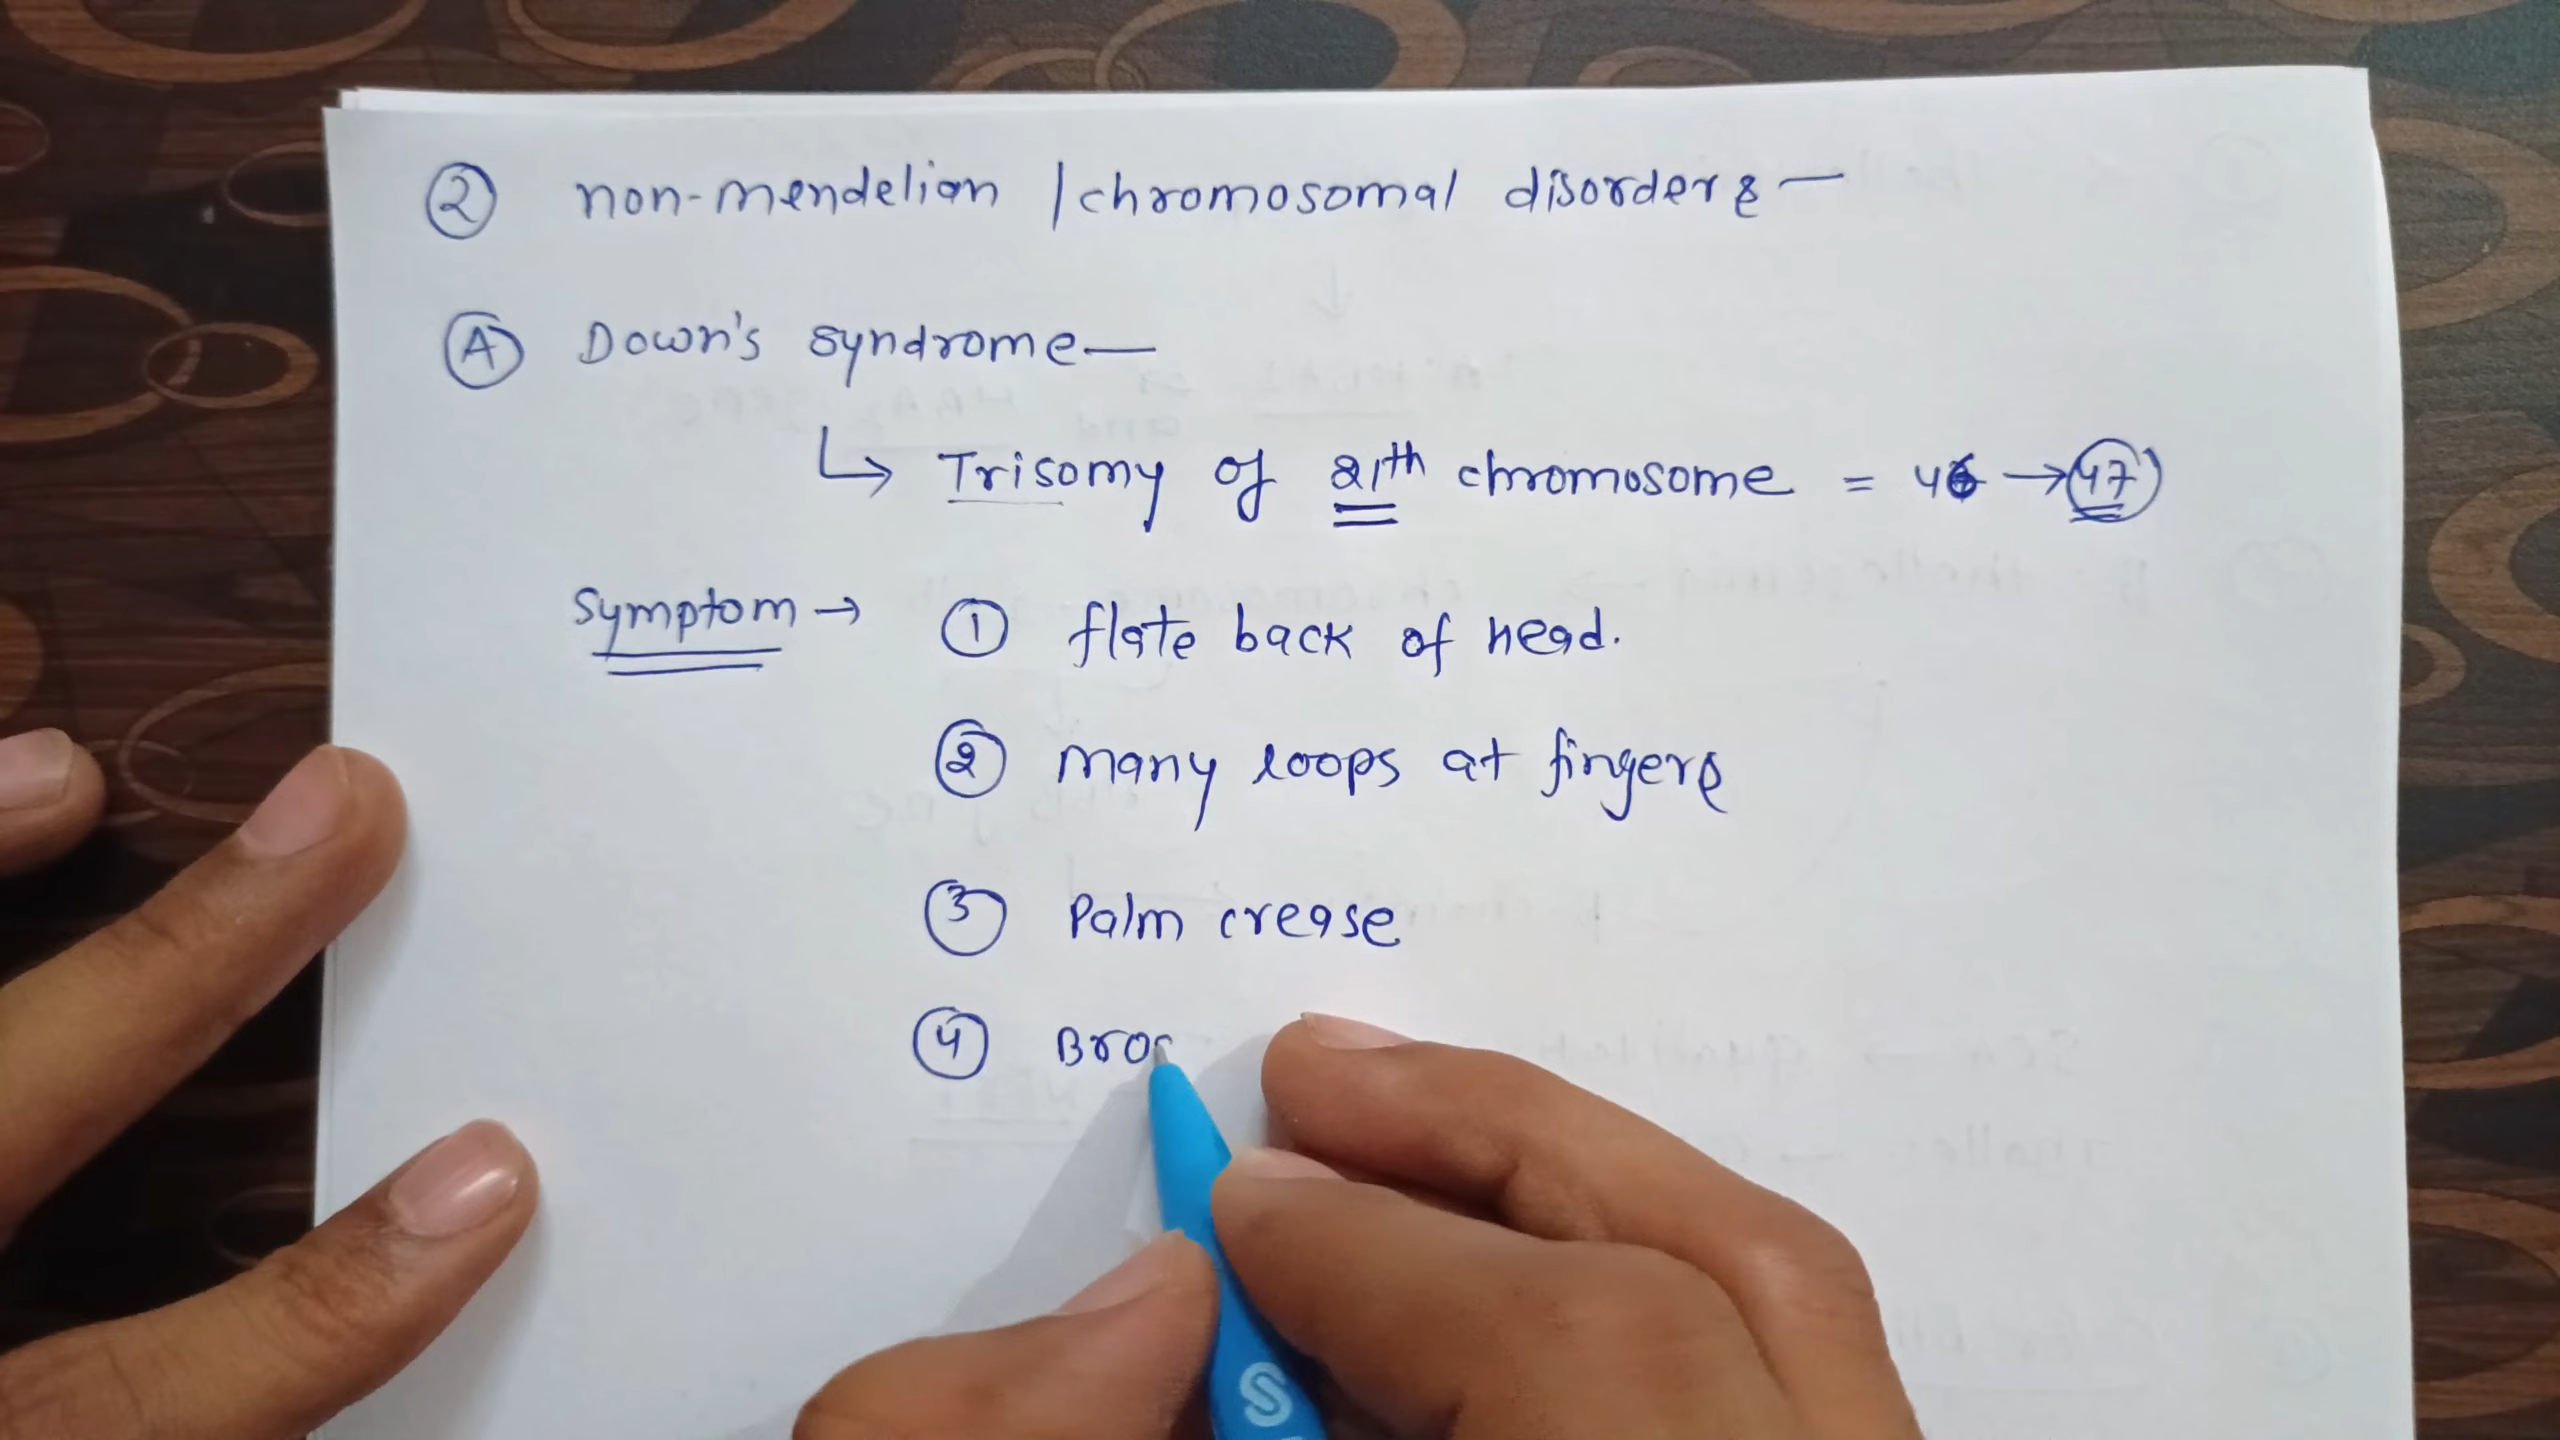 ② non-mendelian / chromosomal disorders —
Ⓐ Down's syndrome —
↳ Trisomy of 21th chromosome = 46 → 47
Symptom → ① flate back of head.
② many loops at fingers
③ Palm crease
④ Broa
S